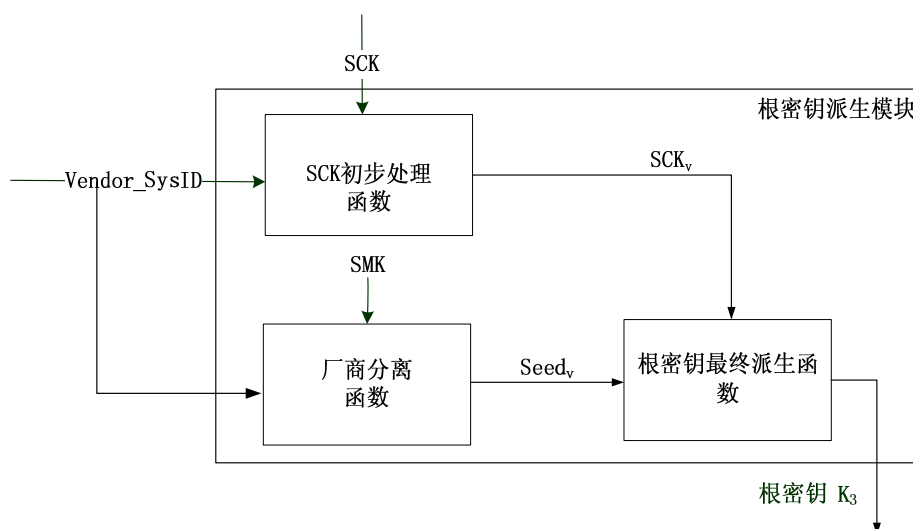 SCK
根密钥派生模块
Vendor_SysID
SCK初步处理
函数
SCKv
SMK
厂商分离
函数
Seedv
根密钥最终派生函
数
根密钥 K3